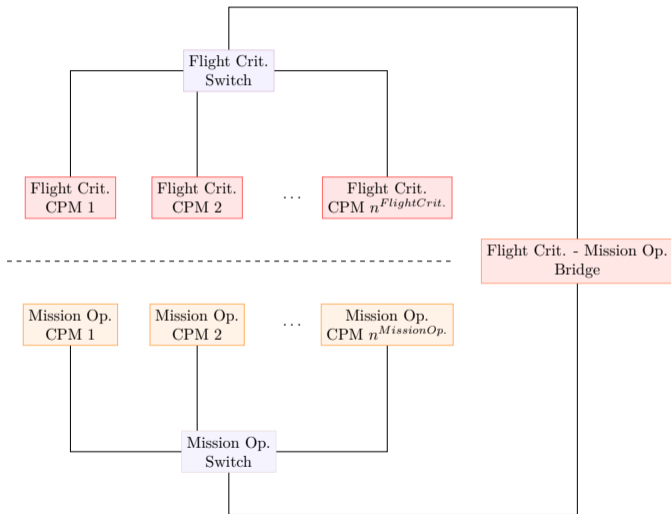 Flight Crit.
Switch
Flight Crit.
CPM 1
Flight Crit.
CPM 2
...
Flight Crit.
CPM n^{FlightCrit.}
Flight Crit. - Mission Op.
Bridge
Mission Op.
CPM 1
Mission Op.
CPM 2
...
Mission Op.
CPM n^{MissionOp.}
Mission Op.
Switch